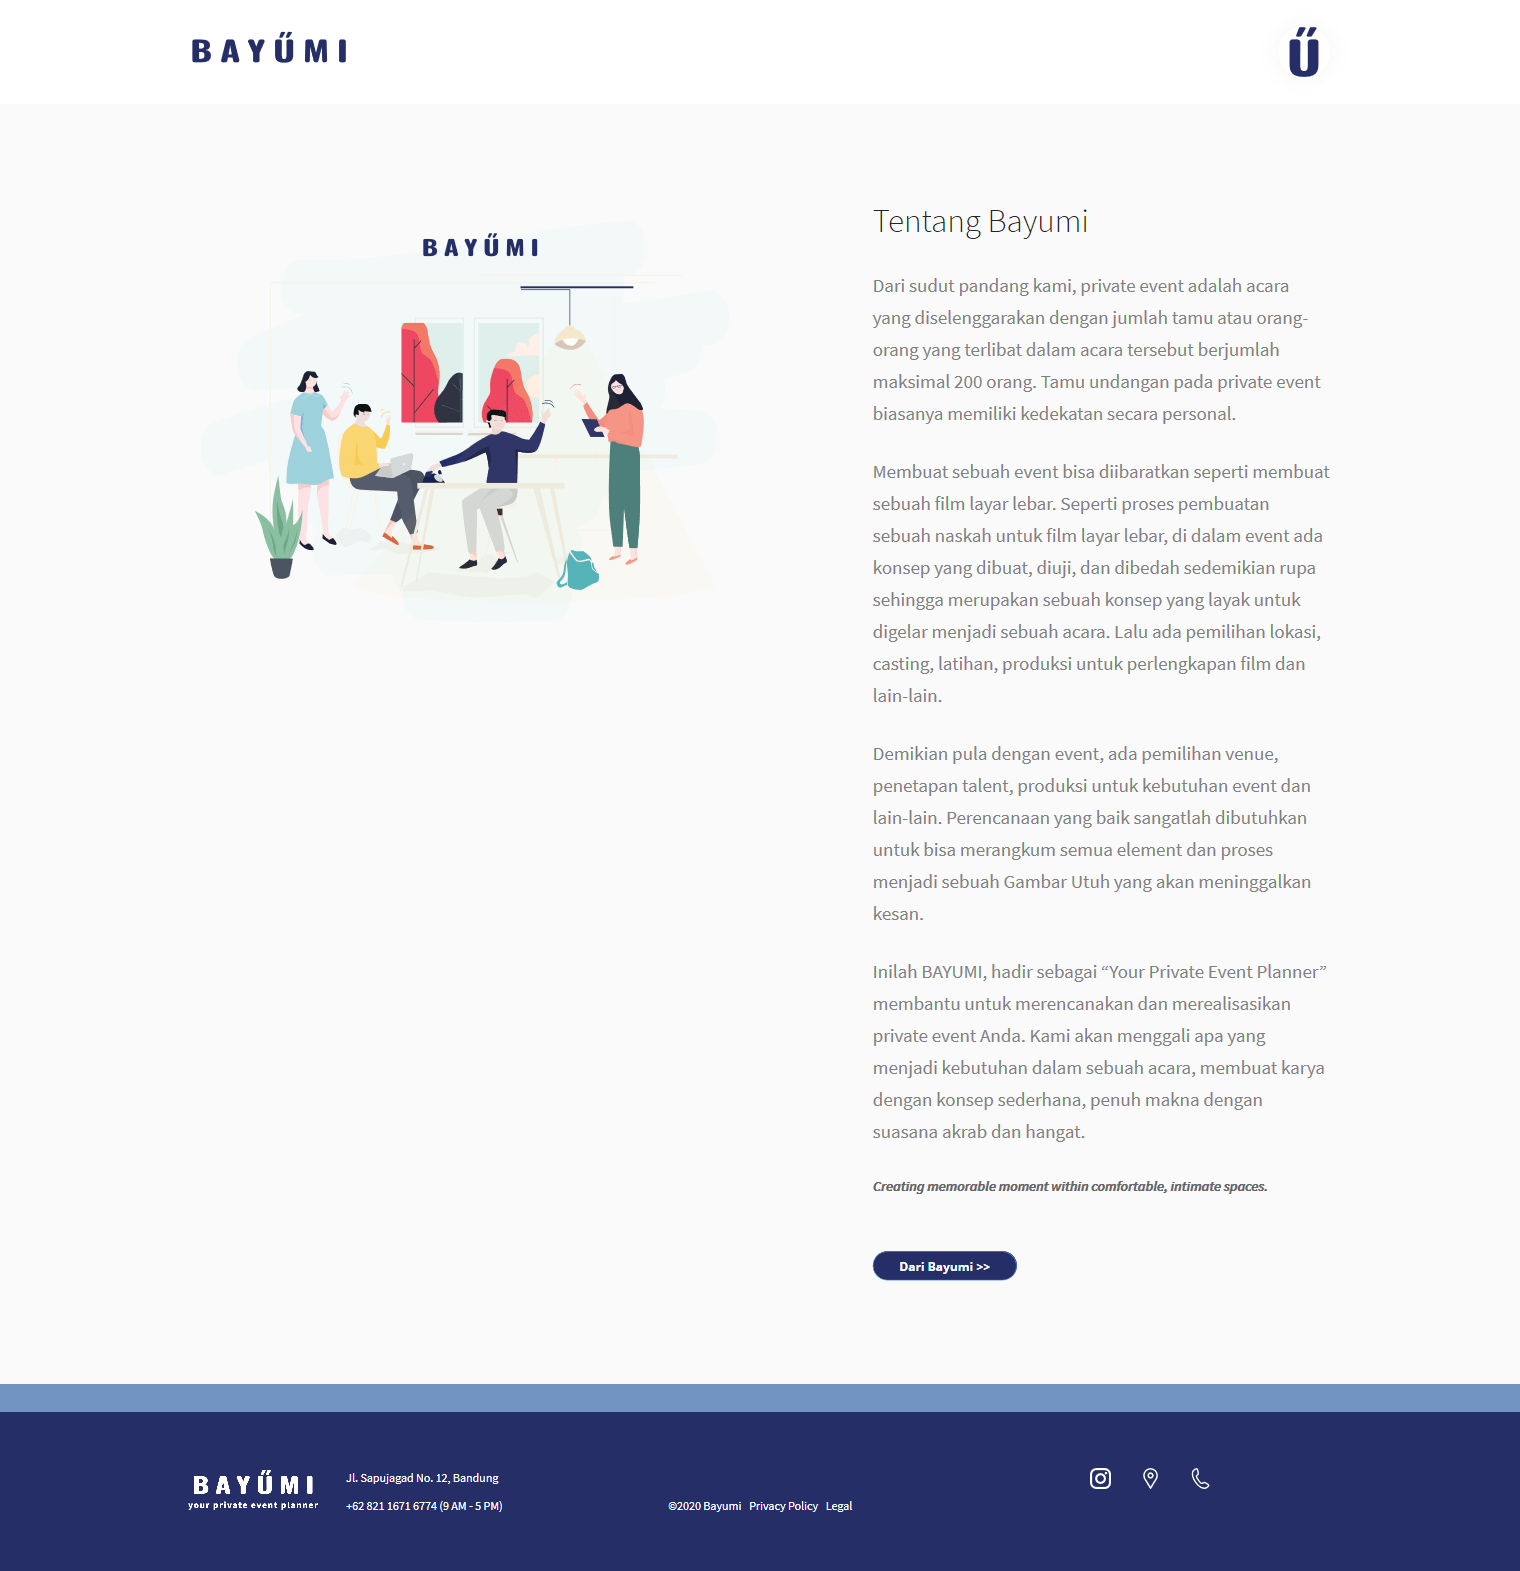 BAYŰMI
Ű
BAYŰMI
Tentang Bayumi
Dari sudut pandang kami, private event adalah acara
yang diselenggarakan dengan jumlah tamu atau orang-
orang yang terlibat dalam acara tersebut berjumlah
maksimal 200 orang. Tamu undangan pada private event
biasanya memiliki kedekatan secara personal.
Membuat sebuah event bisa diibaratkan seperti membuat
sebuah film layar lebar. Seperti proses pembuatan
sebuah naskah untuk film layar lebar, di dalam event ada
konsep yang dibuat, diuji, dan dibedah sedemikian rupa
sehingga merupakan sebuah konsep yang layak untuk
digelar menjadi sebuah acara. Lalu ada pemilihan lokasi,
casting, latihan, produksi untuk perlengkapan film dan
lain-lain.
Demikian pula dengan event, ada pemilihan venue,
penetapan talent, produksi untuk kebutuhan event dan
lain-lain. Perencanaan yang baik sangatlah dibutuhkan
untuk bisa merangkum semua element dan proses
menjadi sebuah Gambar Utuh yang akan meninggalkan
kesan.
Inilah BAYUMI, hadir sebagai “Your Private Event Planner”
membantu untuk merencanakan dan merealisasikan
private event Anda. Kami akan menggali apa yang
menjadi kebutuhan dalam sebuah acara, membuat karya
dengan konsep sederhana, penuh makna dengan
suasana akrab dan hangat.
Creating memorable moment within comfortable, intimate spaces.
Dari Bayumi >>
BAYŰMI
your private event planner
Jl. Sapujagad No. 12, Bandung
+62 821 1671 6774 (9 AM - 5 PM)
©2020 Bayumi Privacy Policy Legal